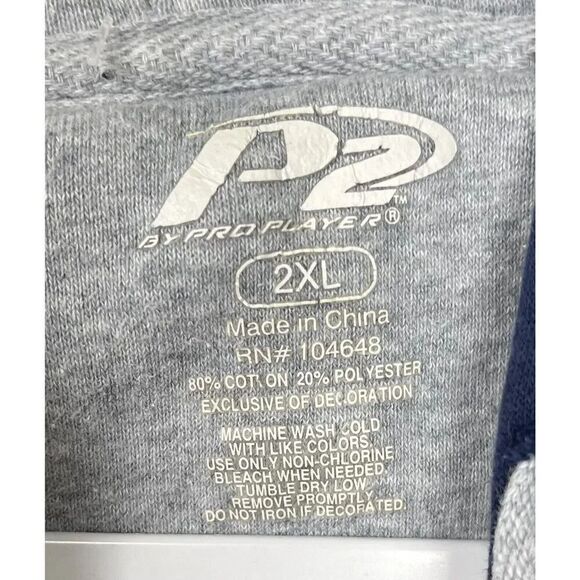 P2™
BY PRO PLAYER®
2XL
Made in China
RN# 104648
80% COTTON 20% POLYESTER
EXCLUSIVE OF DECORATION
MACHINE WASH COLD
WITH LIKE COLORS.
USE ONLY NON-CHLORINE
BLEACH WHEN NEEDED.
TUMBLE DRY LOW.
REMOVE PROMPTLY.
DO NOT IRON IF DECORATED.